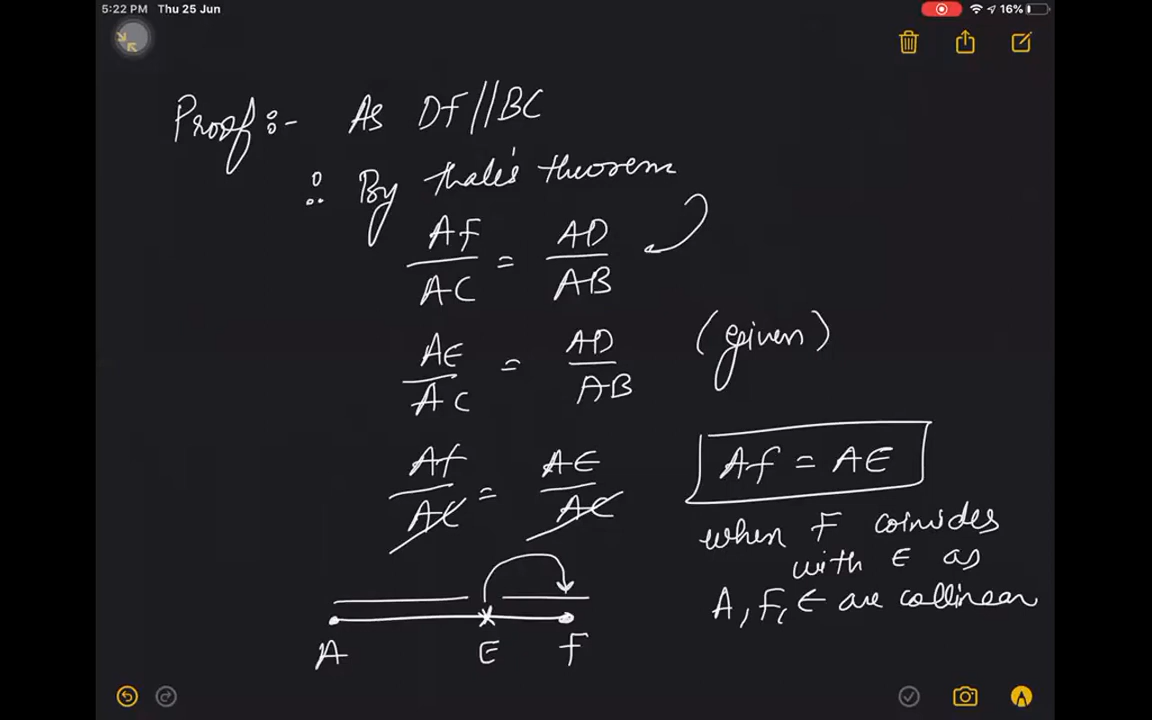 5:22 PM Thu 25 Jun
16%
Proof :- As DF // BC
∴ By thale's theorem
AF/AC = AD/AB
AE/AC = AD/AB (given)
AF/AC = AE/AC
AF = AE
when F coinides
with E as
A, F, E are collinear
A E F